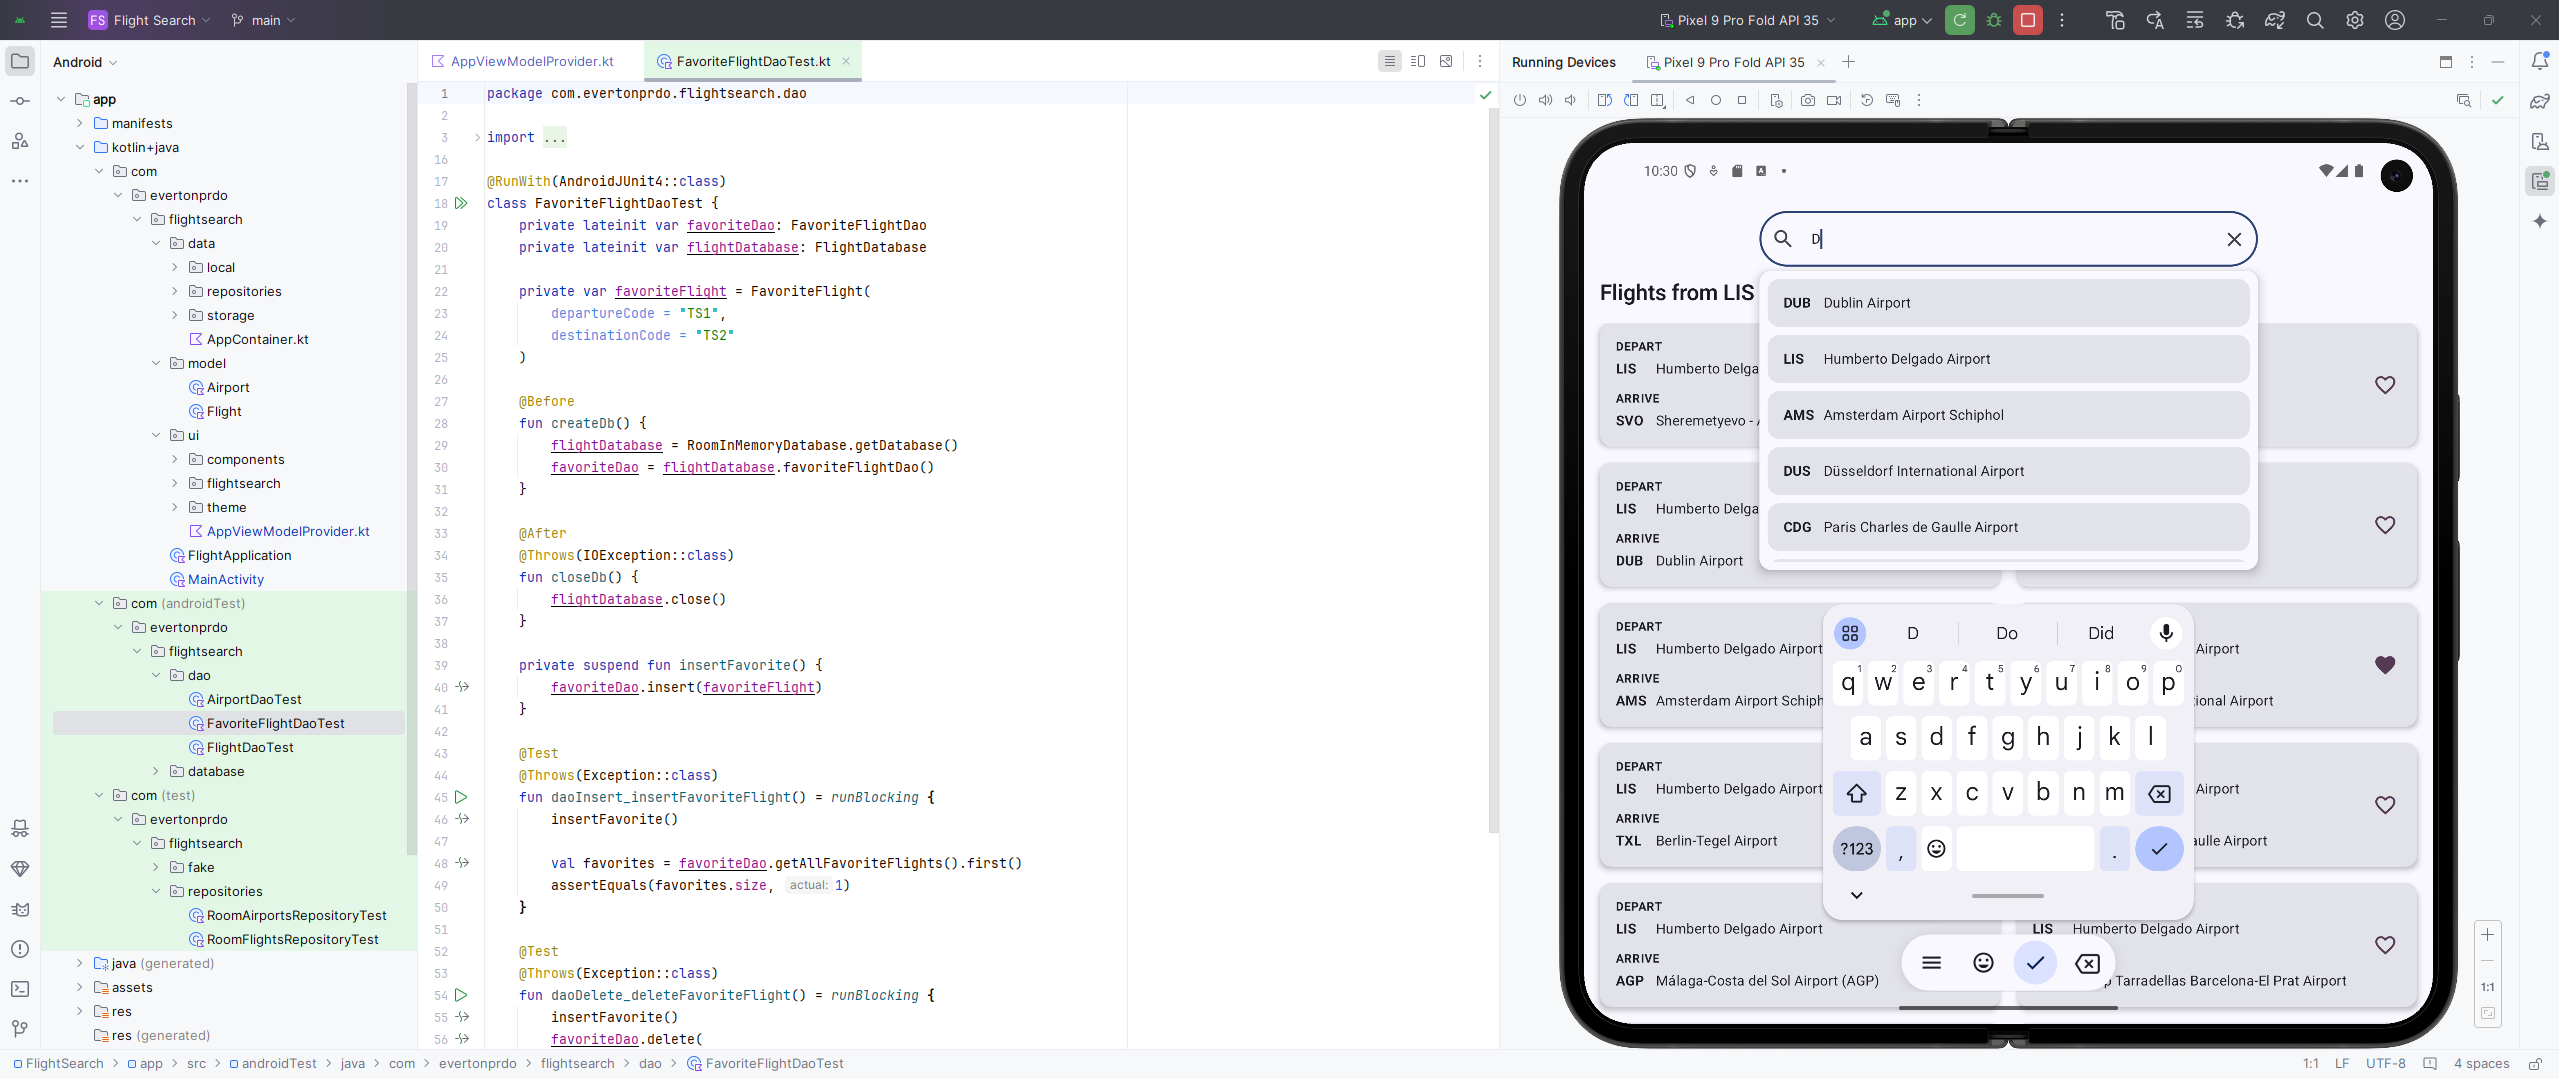 FS Flight Search main
Pixel 9 Pro Fold API 35 app
Android
app
manifests
kotlin+java
com
evertonprdo
flightsearch
data
local
repositories
storage
AppContainer.kt
model
Airport
Flight
ui
components
flightsearch
theme
AppViewModelProvider.kt
FlightApplication
MainActivity
com (androidTest)
evertonprdo
flightsearch
dao
AirportDaoTest
FavoriteFlightDaoTest
FlightDaoTest
database
com (test)
evertonprdo
flightsearch
fake
repositories
RoomAirportsRepositoryTest
RoomFlightsRepositoryTest
java (generated)
assets
res
res (generated)
AppViewModelProvider.kt FavoriteFlightDaoTest.kt
1 package com.evertonprdo.flightsearch.dao
2
3 import ...
16
17 @RunWith(AndroidJUnit4::class)
18 class FavoriteFlightDaoTest {
19 private lateinit var favoriteDao: FavoriteFlightDao
20 private lateinit var flightDatabase: FlightDatabase
21
22 private var favoriteFlight = FavoriteFlight(
23 departureCode = "TS1",
24 destinationCode = "TS2"
25 )
26
27 @Before
28 fun createDb() {
29 flightDatabase = RoomInMemoryDatabase.getDatabase()
30 favoriteDao = flightDatabase.favoriteFlightDao()
31 }
32
33 @After
34 @Throws(IOException::class)
35 fun closeDb() {
36 flightDatabase.close()
37 }
38
39 private suspend fun insertFavorite() {
40 favoriteDao.insert(favoriteFlight)
41 }
42
43 @Test
44 @Throws(Exception::class)
45 fun daoInsert_insertFavoriteFlight() = runBlocking {
46 insertFavorite()
47
48 val favorites = favoriteDao.getAllFavoriteFlights().first()
49 assertEquals(favorites.size, actual: 1)
50 }
51
52 @Test
53 @Throws(Exception::class)
54 fun daoDelete_deleteFavoriteFlight() = runBlocking {
55 insertFavorite()
56 favoriteDao.delete(
Running Devices Pixel 9 Pro Fold API 35
10:30
D
Flights from LIS
DUB Dublin Airport
LIS Humberto Delgado Airport
AMS Amsterdam Airport Schiphol
DUS Düsseldorf International Airport
CDG Paris Charles de Gaulle Airport
DEPART
LIS Humberto Delga
ARRIVE
SVO Sheremetyevo -
DEPART
LIS Humberto Delga
ARRIVE
DUB Dublin Airport
DEPART
LIS Humberto Delgado Airport
ARRIVE
AMS Amsterdam Airport Schiph
Airport
tional Airport
DEPART
LIS Humberto Delgado Airport
ARRIVE
TXL Berlin-Tegel Airport
Airport
aulle Airport
DEPART
LIS Humberto Delgado Airport
ARRIVE
AGP Málaga-Costa del Sol Airport (AGP)
LIS Humberto Delgado Airport
p Tarradellas Barcelona-El Prat Airport
D Do Did
1 2 3 4 5 6 7 8 9 0
q w e r t y u i o p
a s d f g h j k l
z x c v b n m
?123 , .
1:1
FlightSearch app src androidTest java com evertonprdo flightsearch dao FavoriteFlightDaoTest
1:1 LF UTF-8 4 spaces